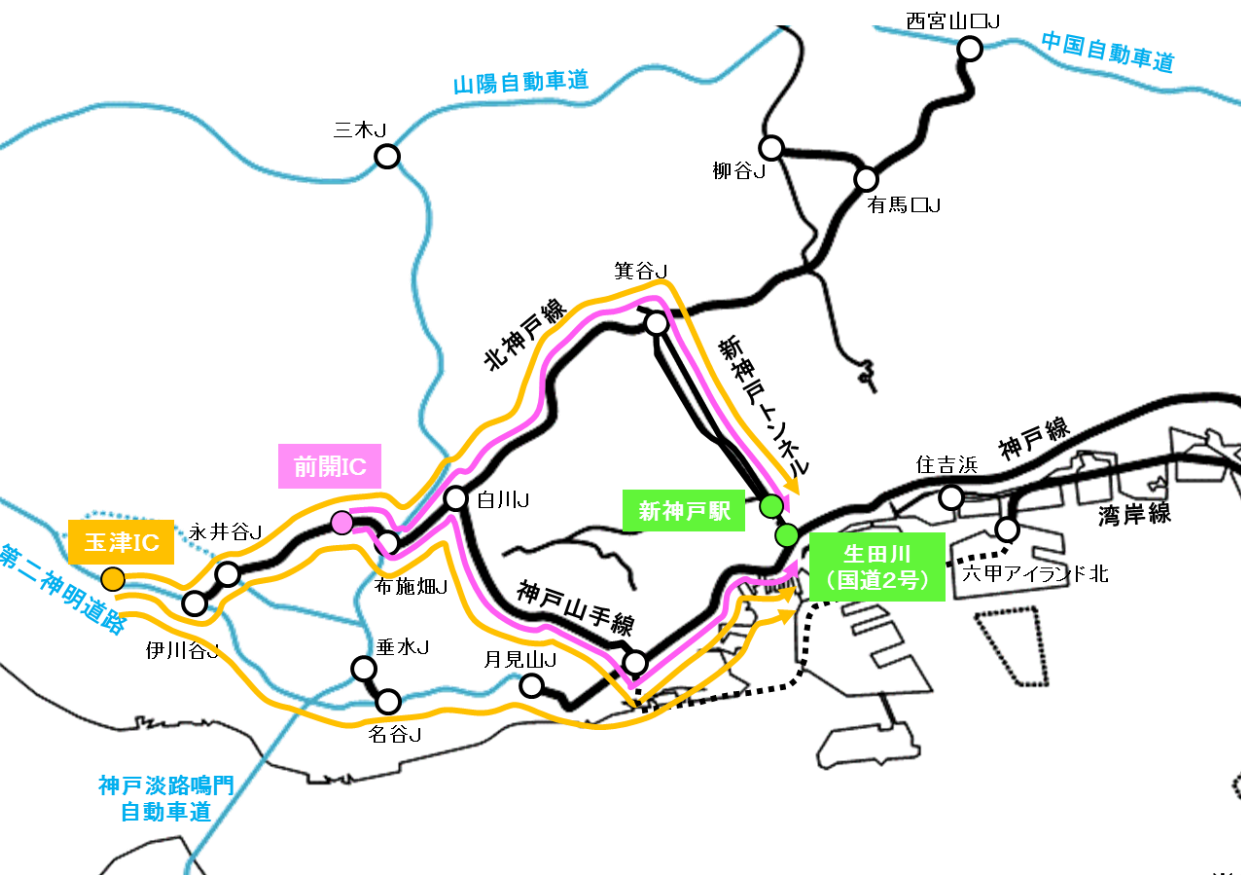 西宮山口J
中国自動車道
山陽自動車道
三木J
柳谷J
有馬口J
箕谷J
北神戸線
新神戸トンネル
神戸線
前開IC
住吉浜
白川J
新神戸駅
湾岸線
玉津IC
永井谷J
生田川
(国道2号)
第二神明道路
布施畑J
六甲アイランド北
神戸山手線
伊川谷J
垂水J
月見山J
名谷J
神戸淡路鳴門
自動車道